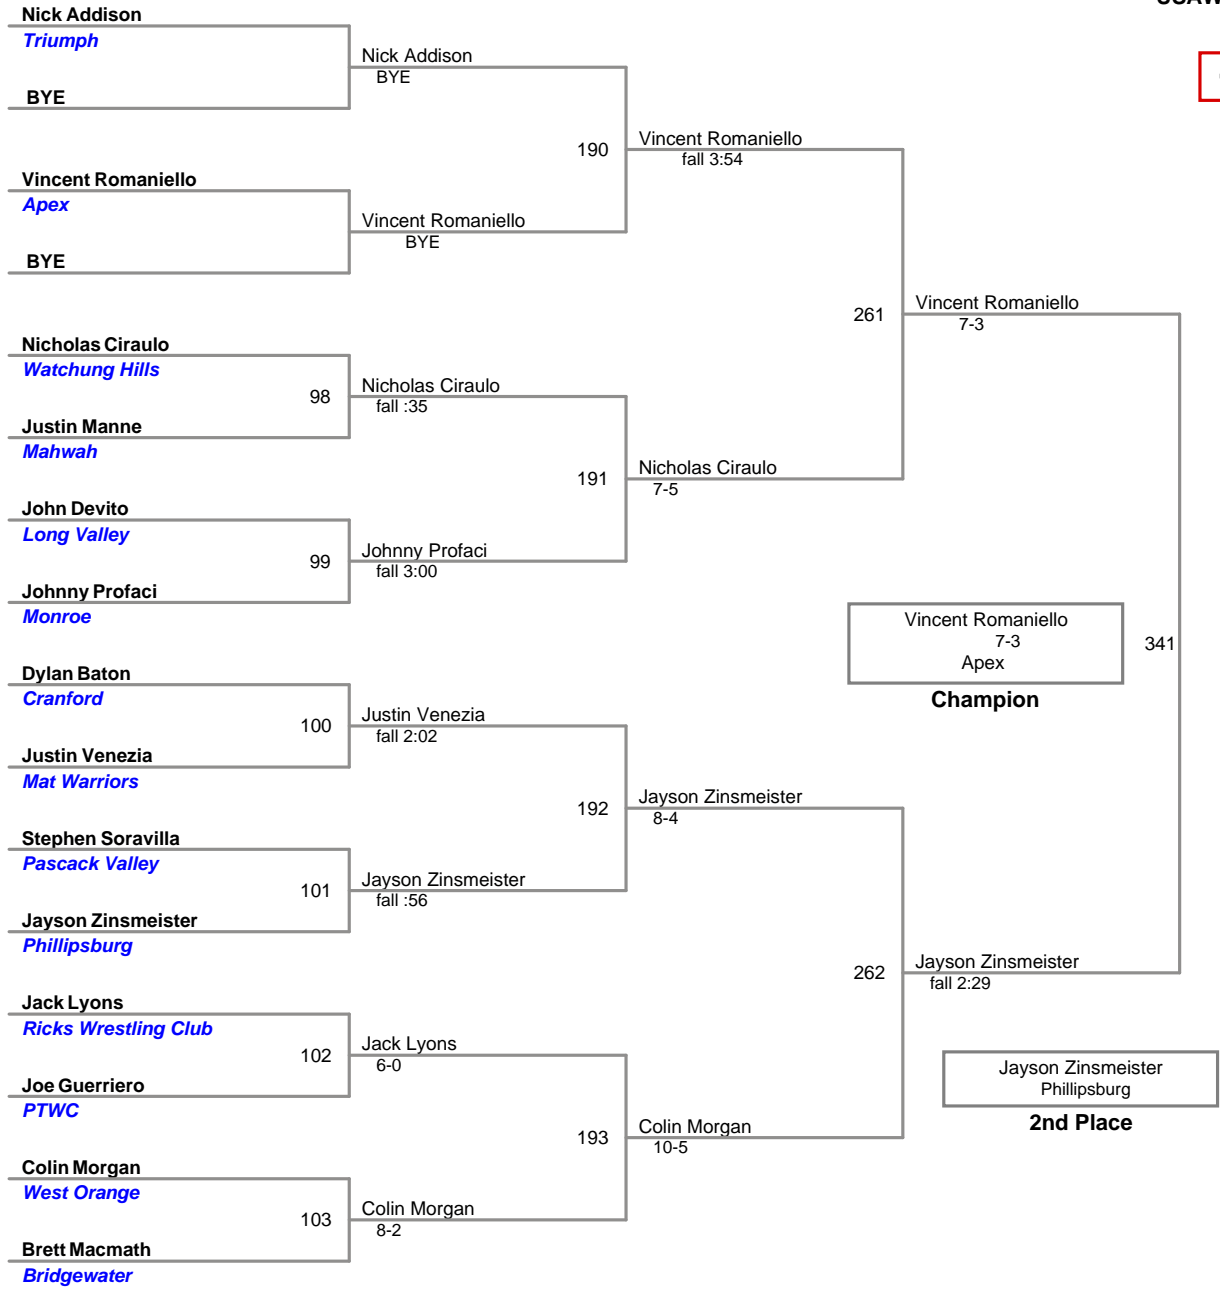 Nick Addison
Triumph
BYE
Nick Addison
BYE
Vincent Romaniello
Apex
BYE
Vincent Romaniello
BYE
190
Vincent Romaniello
fall 3:54
Nicholas Ciraulo
Watchung Hills
98
Justin Manne
Mahwah
Nicholas Ciraulo
fall :35
John Devito
Long Valley
99
Johnny Profaci
Monroe
Johnny Profaci
fall 3:00
191
Nicholas Ciraulo
7-5
261
Vincent Romaniello
7-3
Dylan Baton
Cranford
100
Justin Venezia
Mat Warriors
Justin Venezia
fall 2:02
Stephen Soravilla
Pascack Valley
101
Jayson Zinsmeister
Phillipsburg
Jayson Zinsmeister
fall :56
192
Jayson Zinsmeister
8-4
Jack Lyons
Ricks Wrestling Club
102
Joe Guerriero
PTWC
Jack Lyons
6-0
Colin Morgan
West Orange
103
Brett Macmath
Bridgewater
Colin Morgan
8-2
193
Colin Morgan
10-5
262
Jayson Zinsmeister
fall 2:29
341
Vincent Romaniello
7-3
Apex
Champion
Jayson Zinsmeister
Phillipsburg
2nd Place